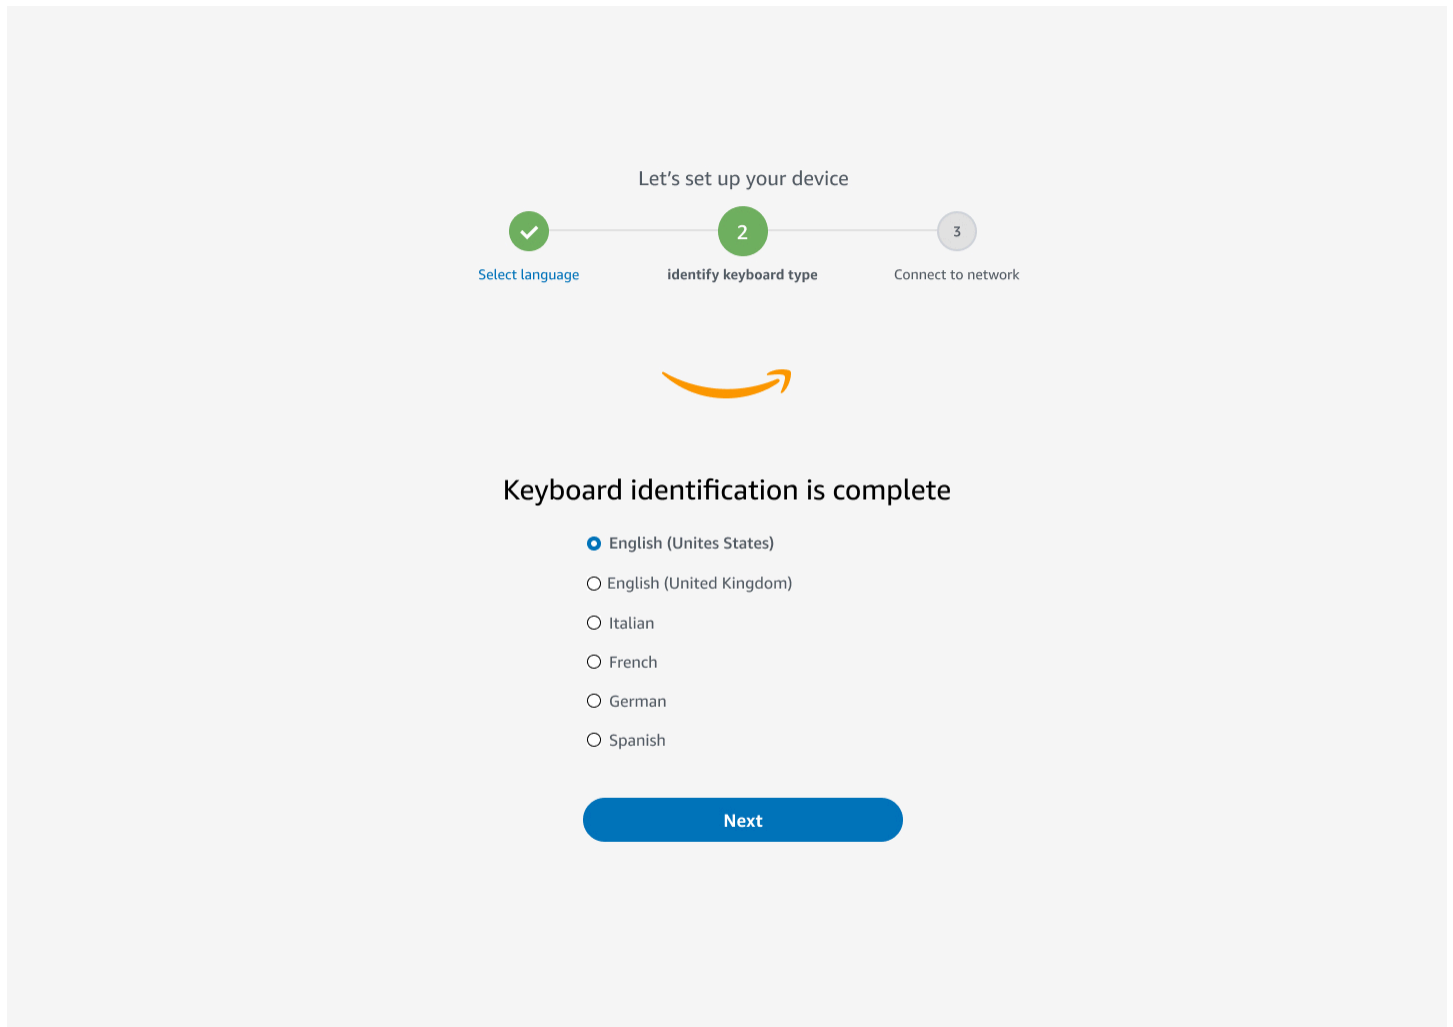 Let's set up your device
2
3
Select language
identify keyboard type
Connect to network
Keyboard identification is complete
English (Unites States)
English (United Kingdom)
Italian
French
German
Spanish
Next